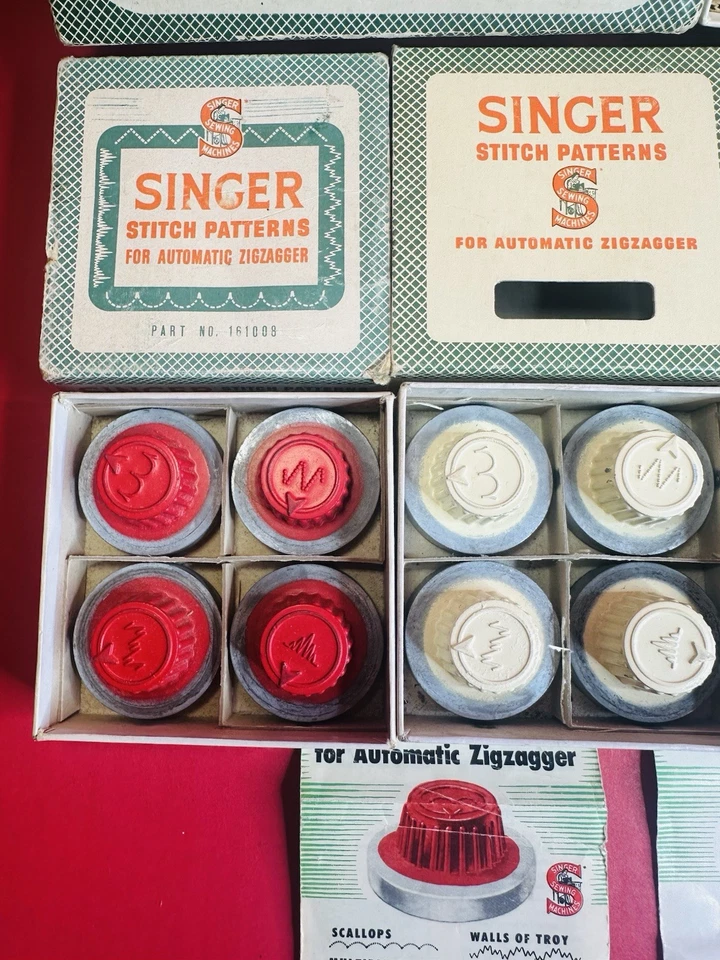 SINGER
SEWING
MACHINES
SINGER
STITCH PATTERNS
FOR AUTOMATIC ZIGZAGGER
PART NO. 161008
SINGER
STITCH PATTERNS
SINGER
SEWING
MACHINES
FOR AUTOMATIC ZIGZAGGER
for Automatic Zigzagger
SINGER
SEWING
MACHINES
SCALLOPS
WALLS OF TROY